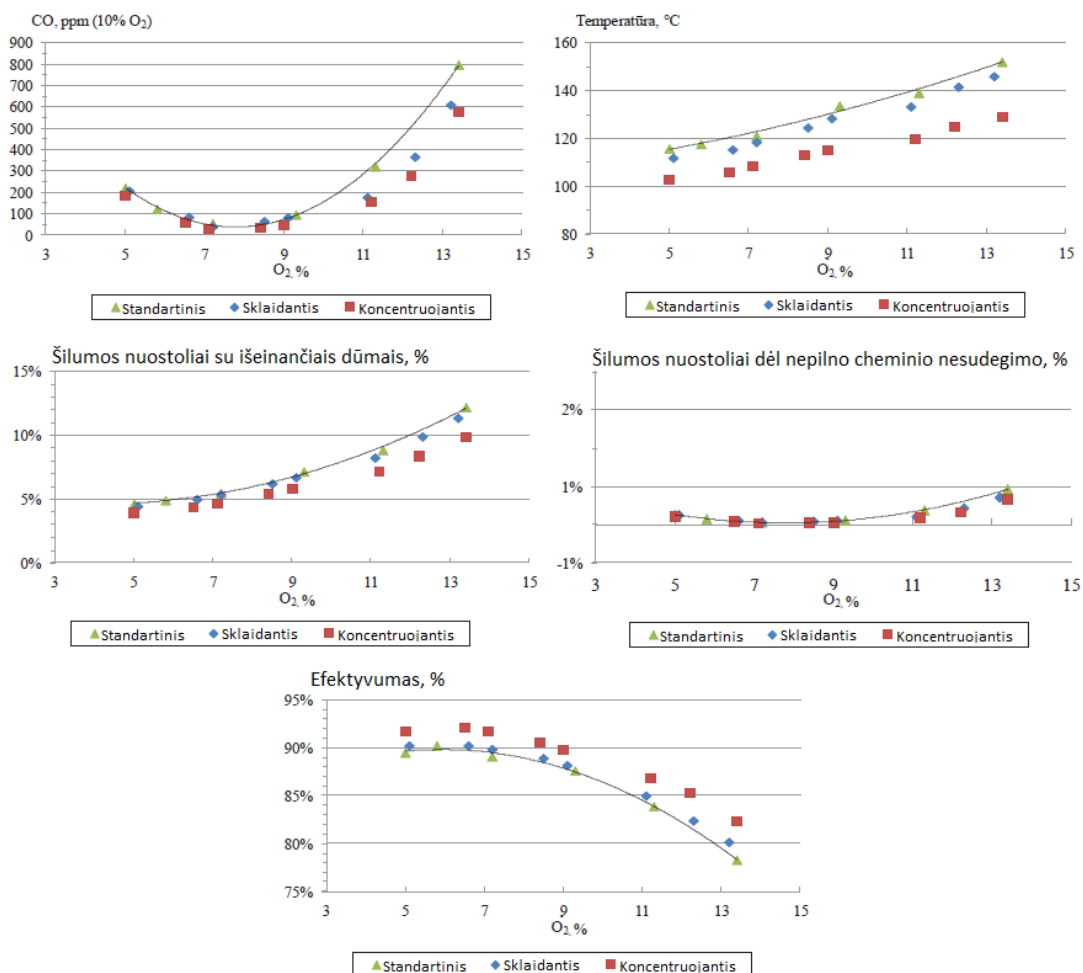 CO, ppm (10% O₂)
900
800
700
600
500
400
300
200
100
0
3
5
7
9
11
13
15
O₂, %
Standartinis
Sklaidantis
Koncentruojantis
Temperatūra, °C
160
140
120
100
80
3
5
7
9
11
13
15
O₂, %
Standartinis
Sklaidantis
Koncentruojantis
Šilumos nuostoliai su išeinančiais dūmais, %
15%
10%
5%
0%
3
5
7
9
11
13
15
O₂, %
Standartinis
Sklaidantis
Koncentruojantis
Šilumos nuostoliai dėl nepilno cheminio nesudegimo, %
2%
1%
-1%
3
5
7
9
11
13
15
O₂, %
Standartinis
Sklaidantis
Koncentruojantis
Efektyvumas, %
95%
90%
85%
80%
75%
3
5
7
9
11
13
15
O₂, %
Standartinis
Sklaidantis
Koncentruojantis